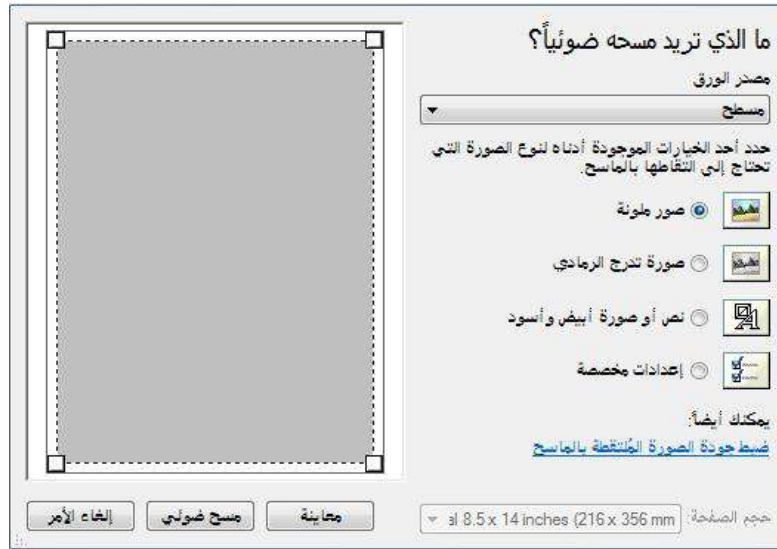 ما الذي تريد مسحه ضوئياً؟
مصدر الورق
مسطح
حدد أحد الخيارات الموجودة أدناه لنوع الصورة التي
تحتاج إلى التقاطها بالماسح.
صور ملونة
صورة تدرج الرمادي
نص أو صورة أبيض وأسود
إعدادات مخصصة
يمكنك أيضاً:
ضبط جودة الصورة المُلتقطة بالماسح
حجم الصفحة: al 8.5 x 14 inches (216 x 356 mm
معاينة مسح ضوئي إلغاء الأمر